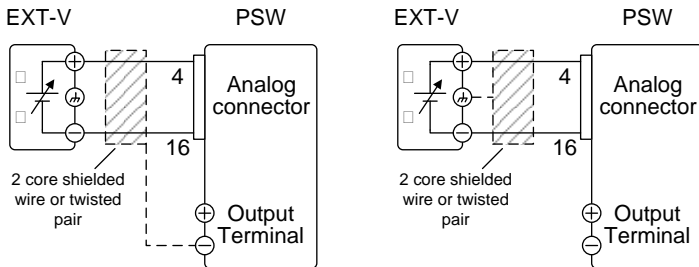 EXT-V PSW
4
Analog
connector
16
2 core shielded
wire or twisted
pair
Output
Terminal
EXT-V PSW
4
Analog
connector
16
2 core shielded
wire or twisted
pair
Output
Terminal